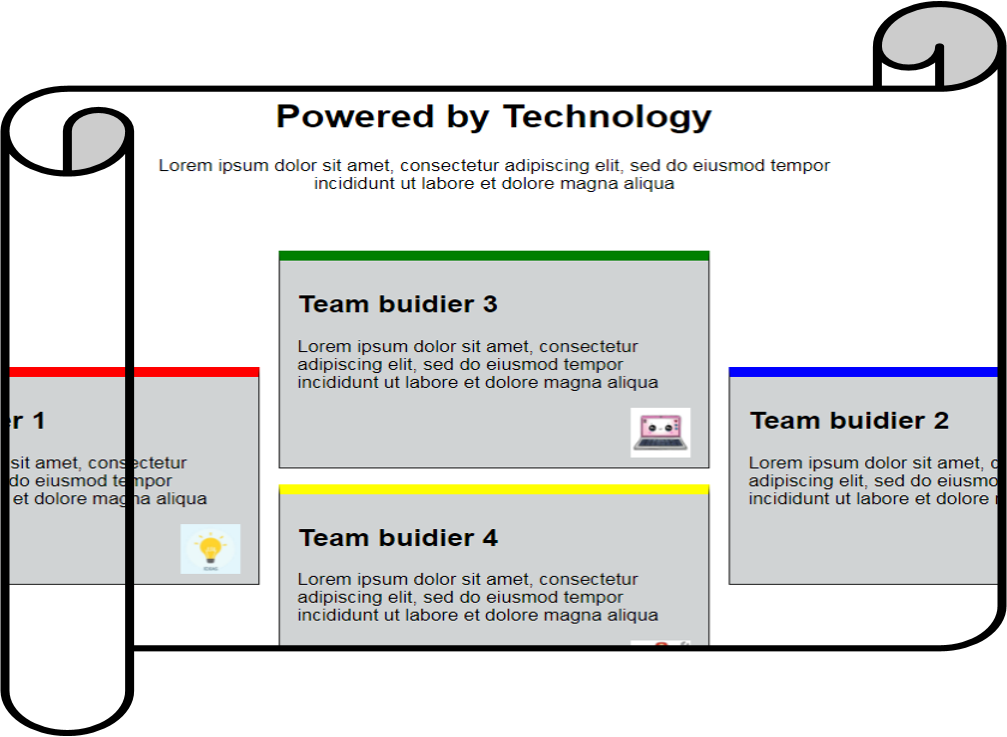 Powered by Technology
Lorem ipsum dolor sit amet, consectetur adipiscing elit, sed do eiusmod tempor
incididunt ut labore et dolore magna aliqua
Team buidier 3
Lorem ipsum dolor sit amet, consectetur
adipiscing elit, sed do eiusmod tempor
incididunt ut labore et dolore magna aliqua
er 1
sit amet, consectetur
do eiusmod tempor
et dolore magna aliqua
Team buidier 2
Lorem ipsum dolor sit amet,
adipiscing elit, sed do
incididunt ut labore et dolore
Team buidier 4
Lorem ipsum dolor sit amet, consectetur
adipiscing elit, sed do eiusmod tempor
incididunt ut labore et dolore magna aliqua